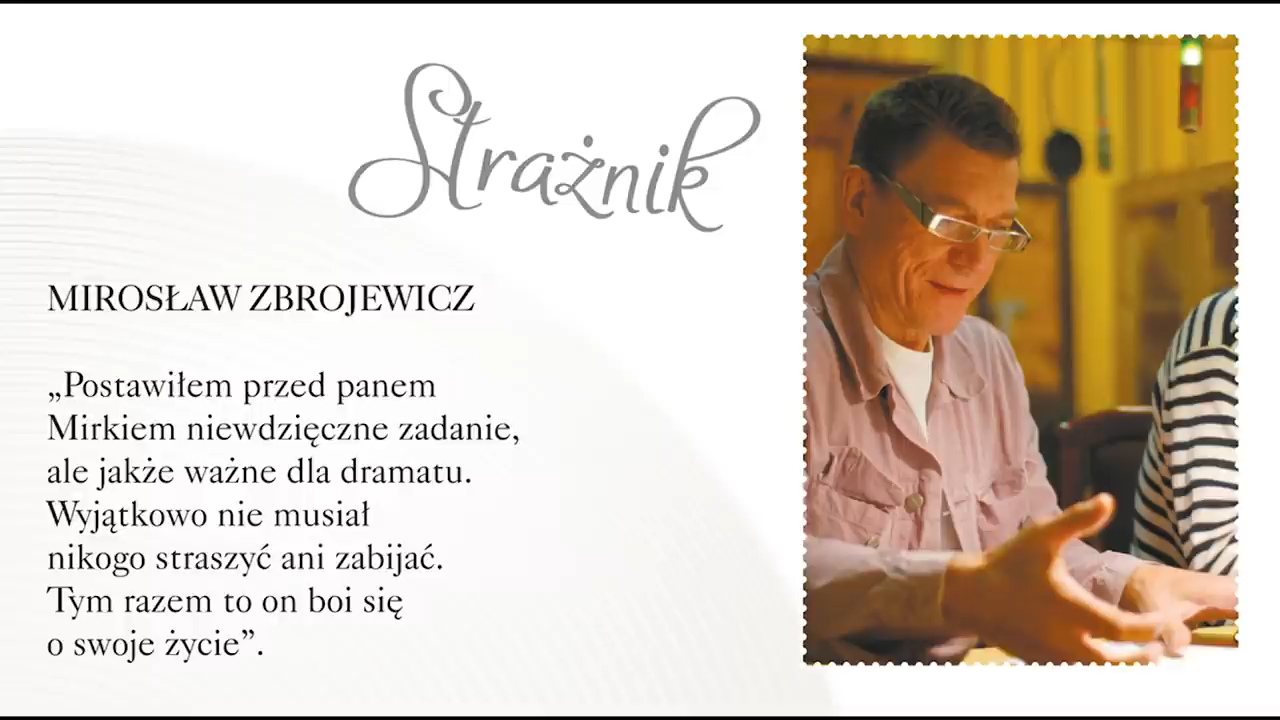 Strażnik
MIROSŁAW ZBROJEWICZ
„Postawiłem przed panem
Mirkiem niewdzięczne zadanie,
ale jakże ważne dla dramatu.
Wyjątkowo nie musiał
nikogo straszyć ani zabijać.
Tym razem to on boi się
o swoje życie”.